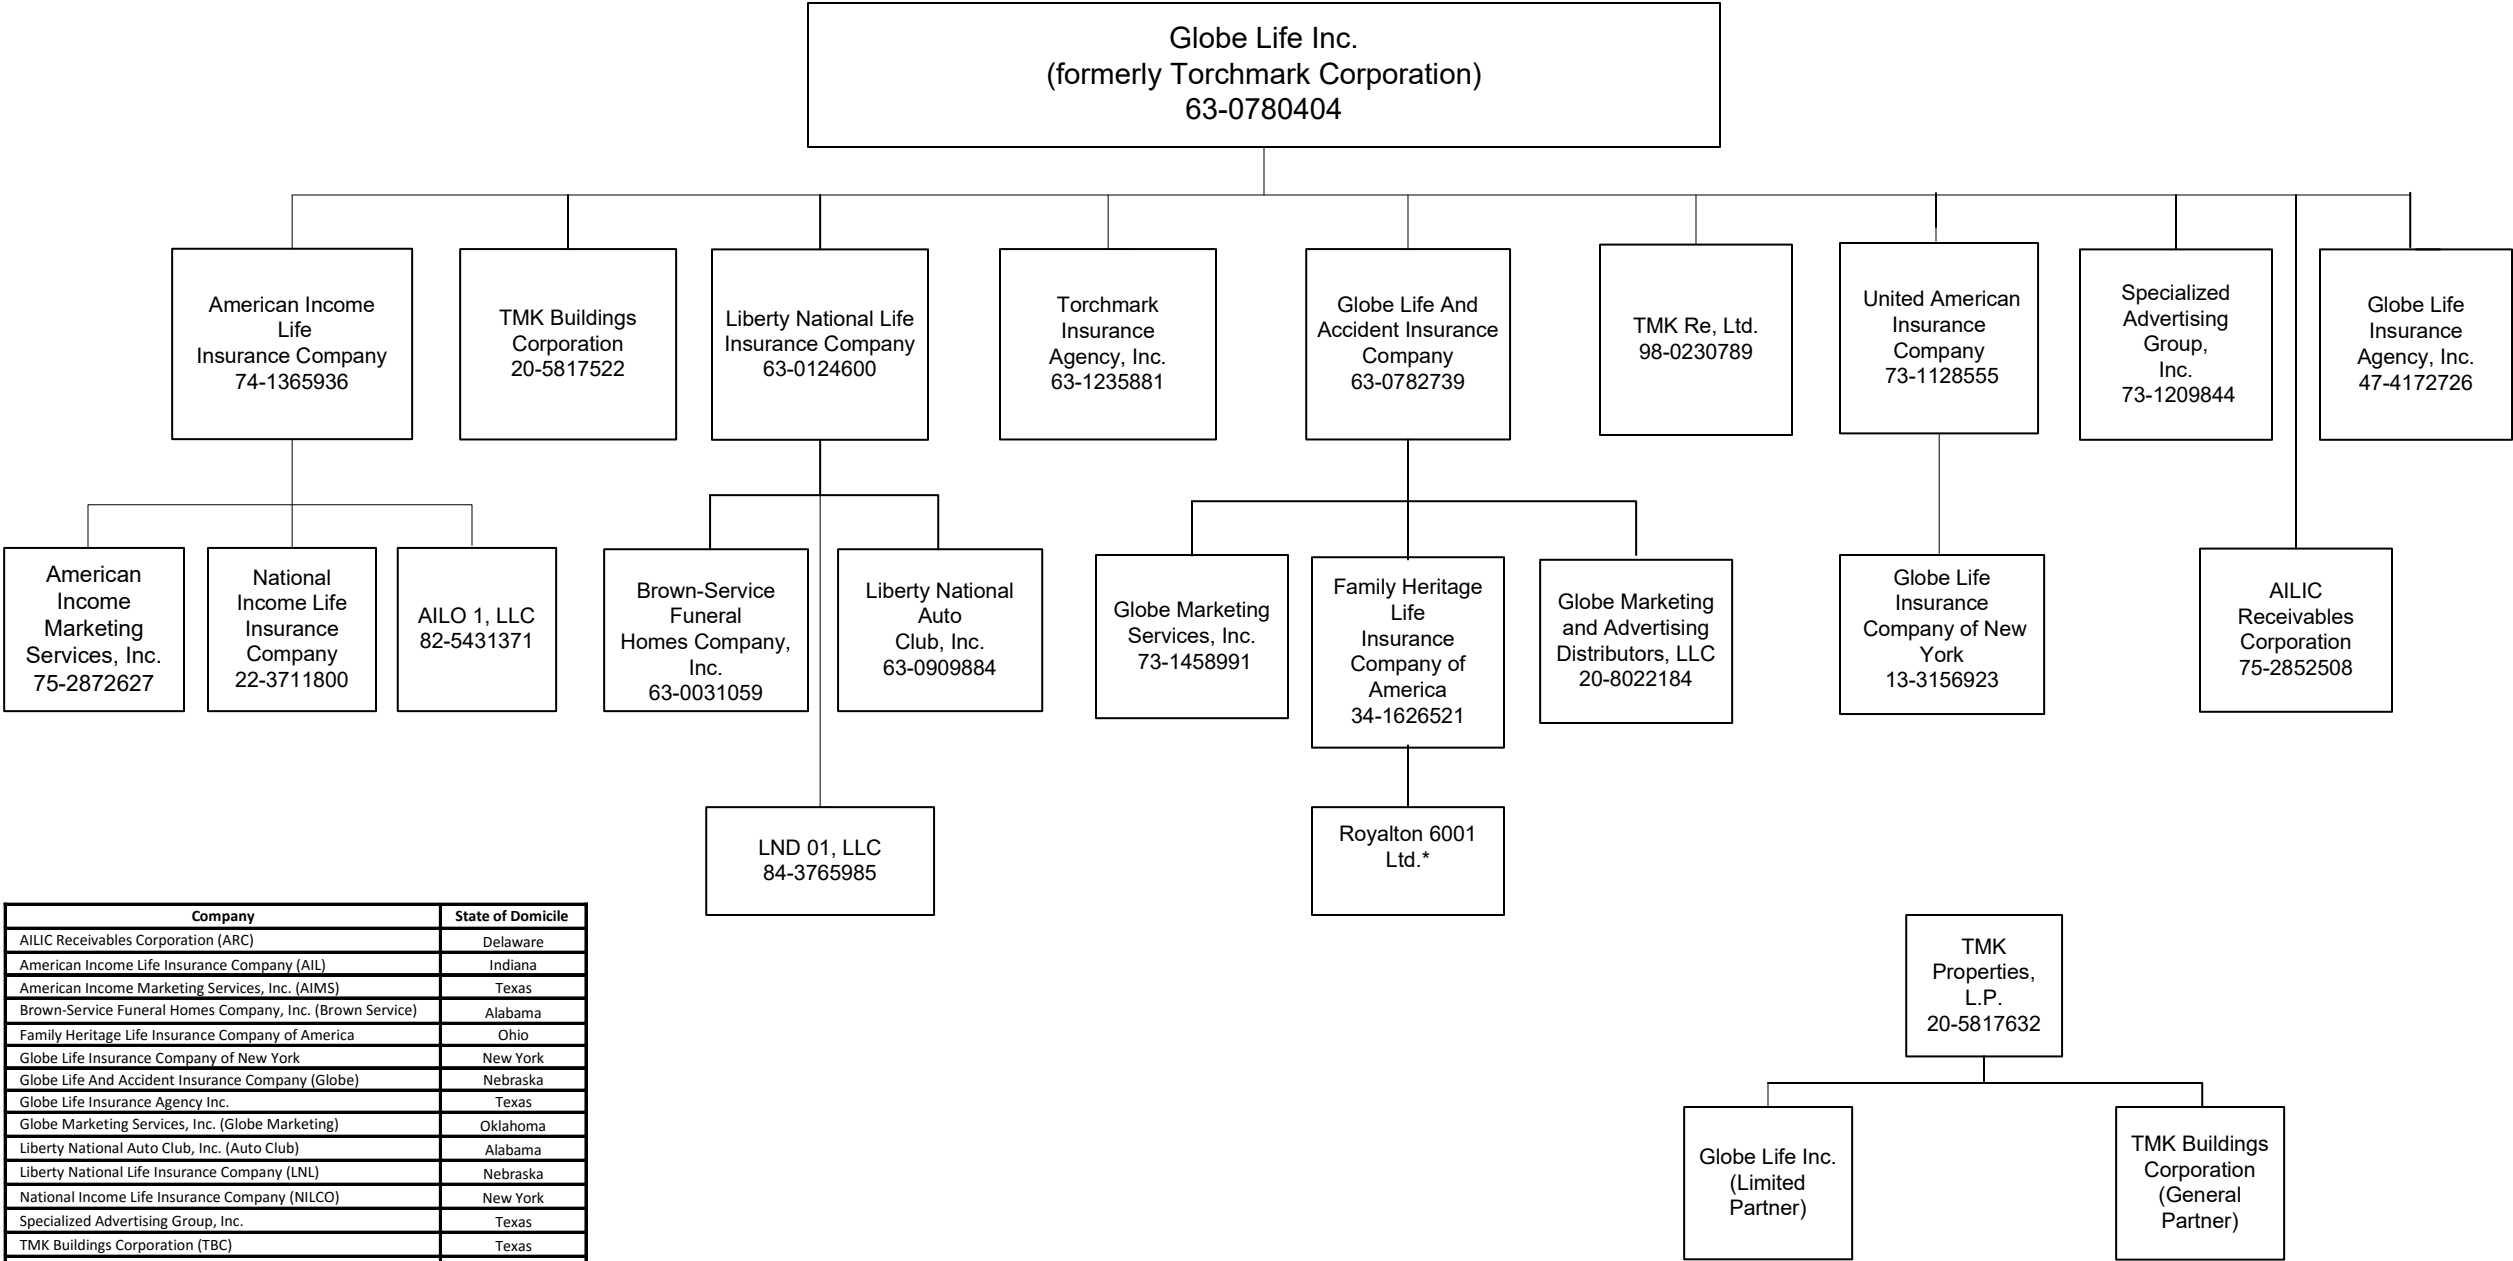 Globe Life Inc.
(formerly Torchmark Corporation)
63-0780404
American Income
Life
Insurance Company
74-1365936
TMK Buildings
Corporation
20-5817522
Liberty National Life
Insurance Company
63-0124600
Torchmark
Insurance
Agency, Inc.
63-1235881
Globe Life And
Accident Insurance
Company
63-0782739
TMK Re, Ltd.
98-0230789
United American
Insurance
Company
73-1128555
Specialized
Advertising
Group,
Inc.
73-1209844
Globe Life
Insurance
Agency, Inc.
47-4172726
American
Income
Marketing
Services, Inc.
75-2872627
National
Income Life
Insurance
Company
22-3711800
AILO 1, LLC
82-5431371
Brown-Service
Funeral
Homes Company,
Inc.
63-0031059
Liberty National
Auto
Club, Inc.
63-0909884
Globe Marketing
Services, Inc.
73-1458991
Family Heritage
Life
Insurance
Company of
America
34-1626521
Globe Marketing
and Advertising
Distributors, LLC
20-8022184
Globe Life
Insurance
Company of New
York
13-3156923
AILIC
Receivables
Corporation
75-2852508
LND 01, LLC
84-3765985
Royalton 6001
Ltd.*
Company State of Domicile
AILIC Receivables Corporation (ARC) Delaware
American Income Life Insurance Company (AIL) Indiana
American Income Marketing Services, Inc. (AIMS) Texas
Brown-Service Funeral Homes Company, Inc. (Brown Service) Alabama
Family Heritage Life Insurance Company of America Ohio
Globe Life Insurance Company of New York New York
Globe Life And Accident Insurance Company (Globe) Nebraska
Globe Life Insurance Agency Inc. Texas
Globe Marketing Services, Inc. (Globe Marketing) Oklahoma
Liberty National Auto Club, Inc. (Auto Club) Alabama
Liberty National Life Insurance Company (LNL) Nebraska
National Income Life Insurance Company (NILCO) New York
Specialized Advertising Group, Inc. Texas
TMK Buildings Corporation (TBC) Texas
TMK
Properties,
L.P.
20-5817632
Globe Life Inc.
(Limited
Partner)
TMK Buildings
Corporation
(General
Partner)